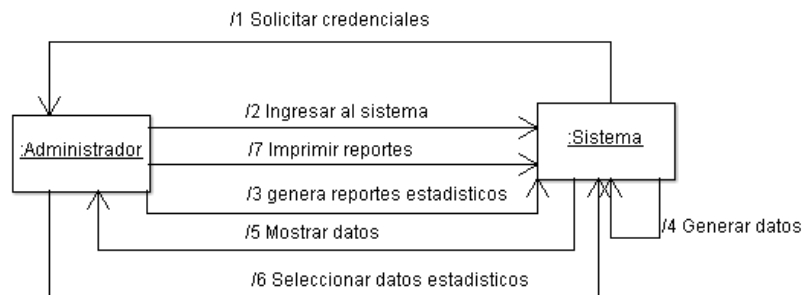 /1 Solicitar credenciales
/2 Ingresar al sistema
:Administrador
:Sistema
/7 Imprimir reportes
/3 genera reportes estadisticos
/5 Mostrar datos
/4 Generar datos
/6 Seleccionar datos estadisticos